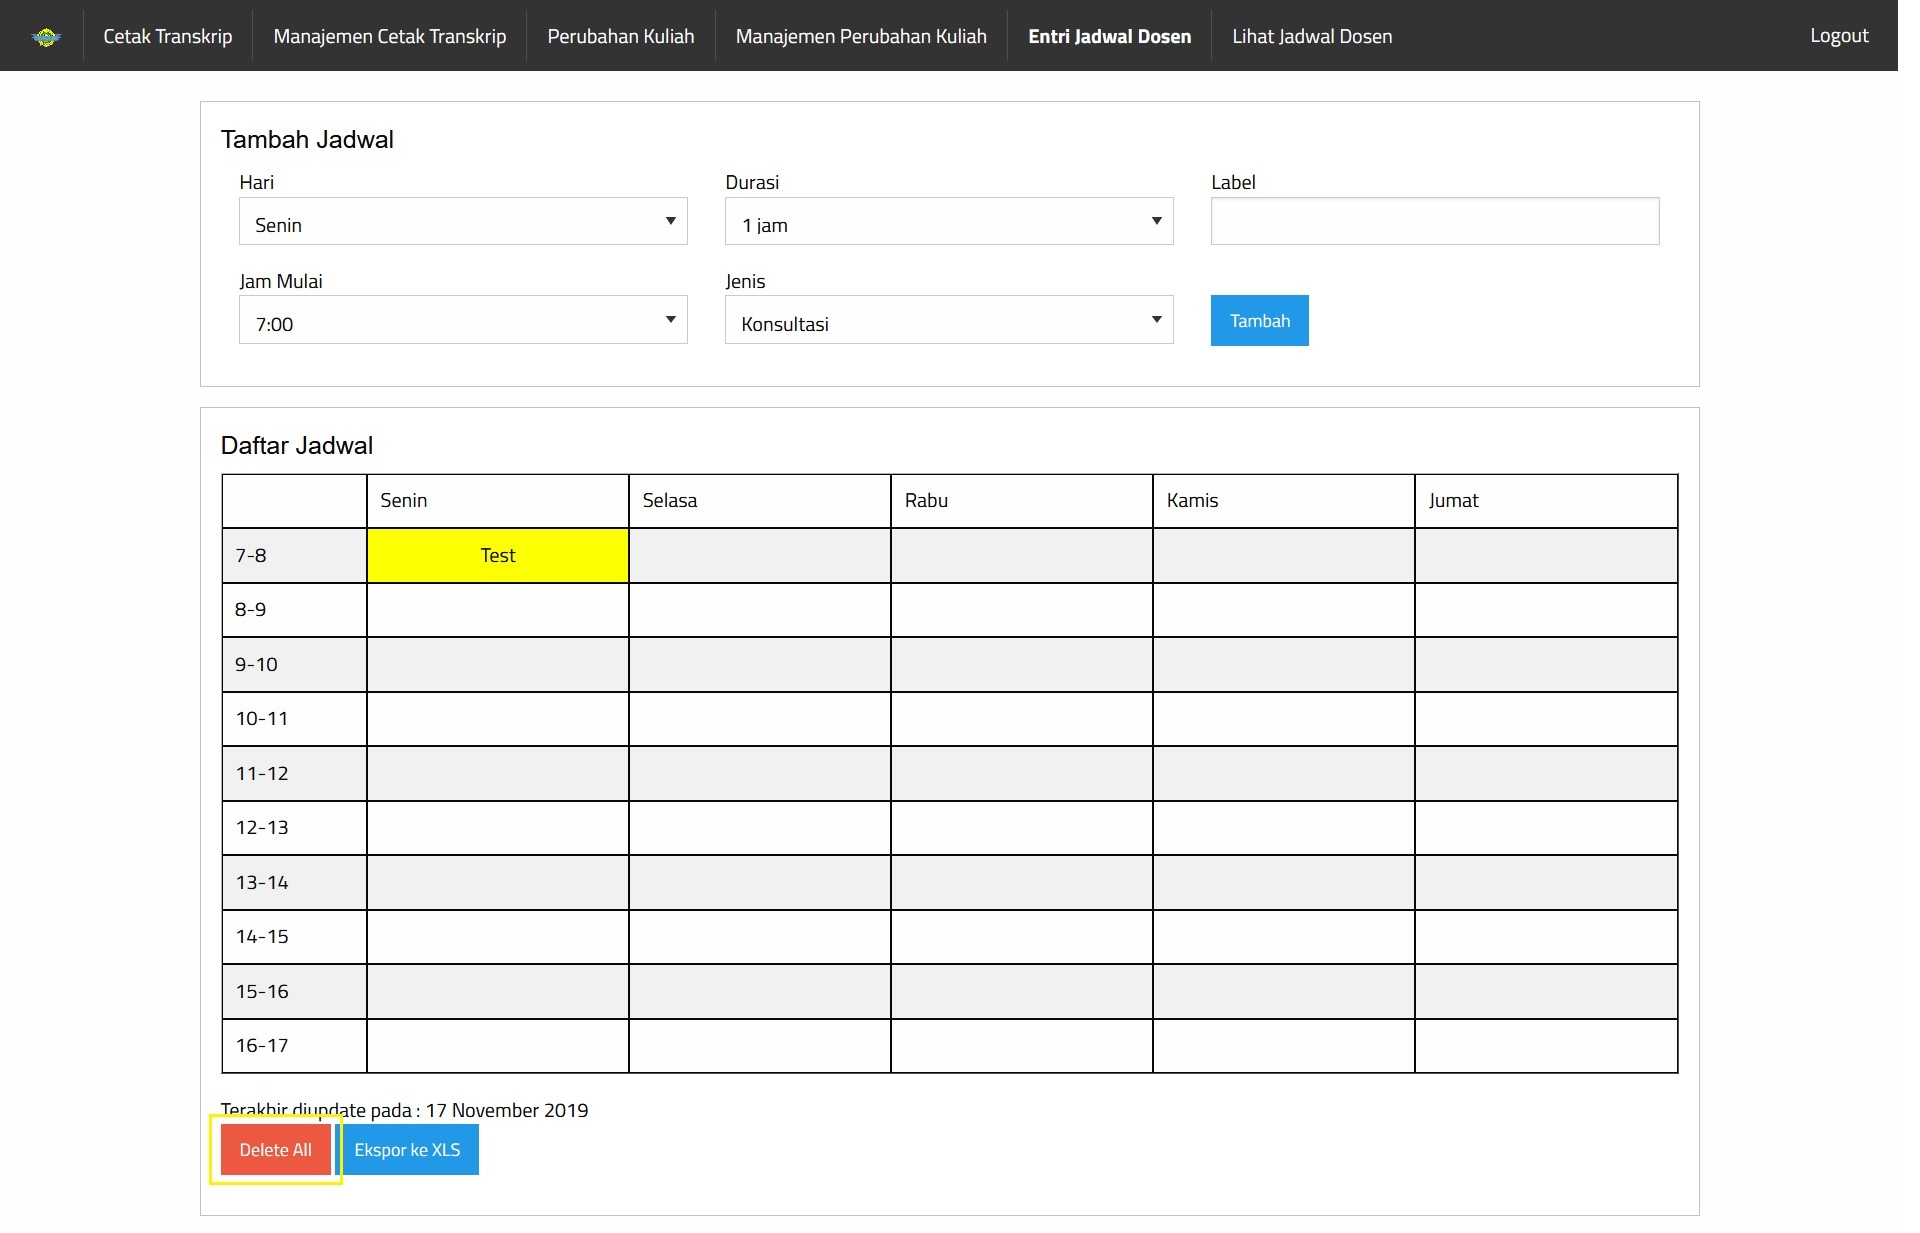 Cetak Transkrip Manajemen Cetak Transkrip Perubahan Kuliah Manajemen Perubahan Kuliah Entri Jadwal Dosen Lihat Jadwal Dosen Logout
Tambah Jadwal
Hari Durasi Label
Senin 1 jam
Jam Mulai Jenis
7:00 Konsultasi Tambah
Daftar Jadwal
Senin Selasa Rabu Kamis Jumat
7-8 Test
8-9
9-10
10-11
11-12
12-13
13-14
14-15
15-16
16-17
Terakhir diupdate pada : 17 November 2019
Delete All Ekspor ke XLS